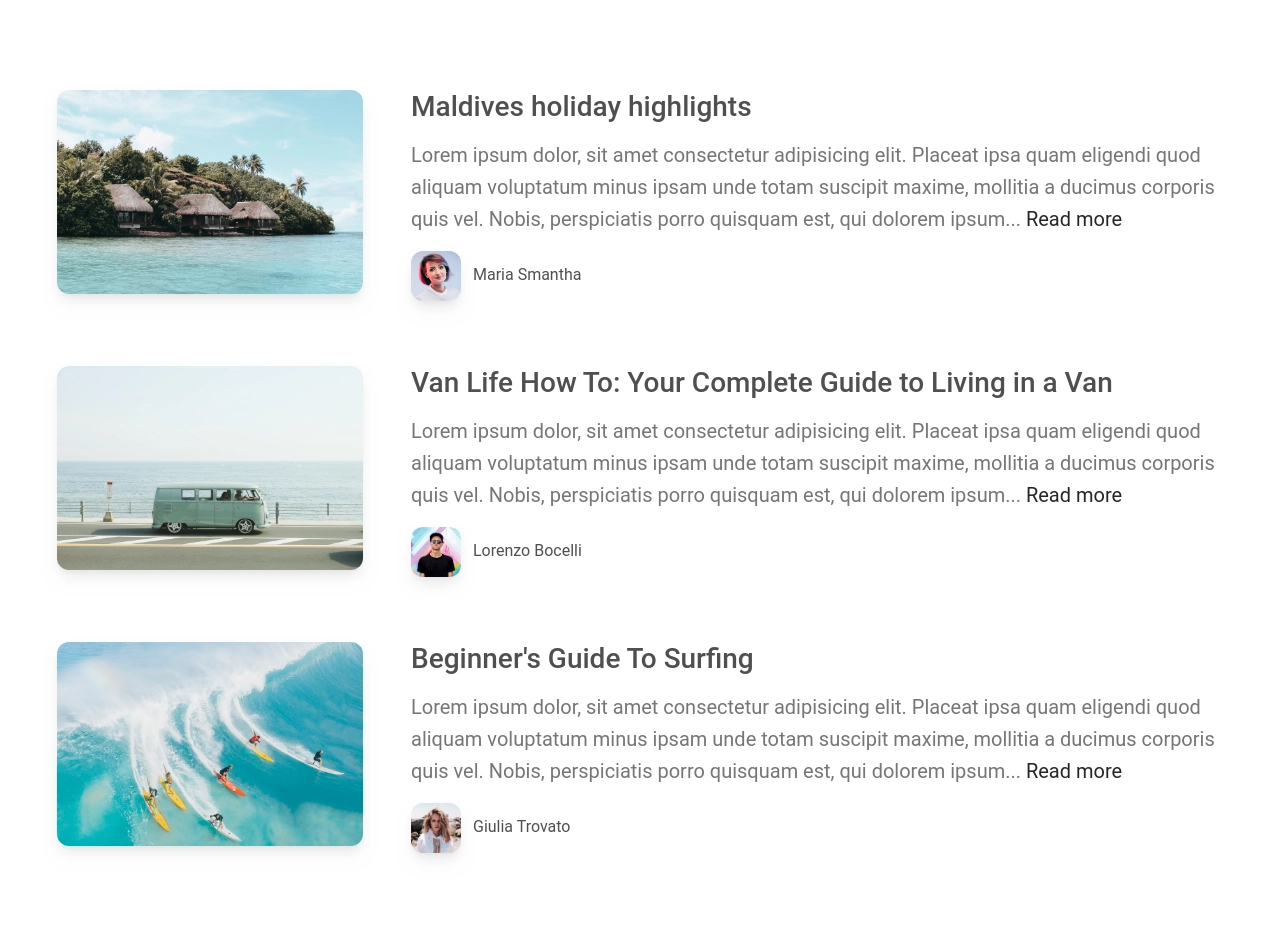 Maldives holiday highlights
Lorem ipsum dolor, sit amet consectetur adipisicing elit. Placeat ipsa quam eligendi quod
aliquam voluptatum minus ipsam unde totam suscipit maxime, mollitia a ducimus corporis
quis vel. Nobis, perspiciatis porro quisquam est, qui dolorem ipsum... Read more
Maria Smantha
Van Life How To: Your Complete Guide to Living in a Van
Lorem ipsum dolor, sit amet consectetur adipisicing elit. Placeat ipsa quam eligendi quod
aliquam voluptatum minus ipsam unde totam suscipit maxime, mollitia a ducimus corporis
quis vel. Nobis, perspiciatis porro quisquam est, qui dolorem ipsum... Read more
Lorenzo Bocelli
Beginner's Guide To Surfing
Lorem ipsum dolor, sit amet consectetur adipisicing elit. Placeat ipsa quam eligendi quod
aliquam voluptatum minus ipsam unde totam suscipit maxime, mollitia a ducimus corporis
quis vel. Nobis, perspiciatis porro quisquam est, qui dolorem ipsum... Read more
Giulia Trovato